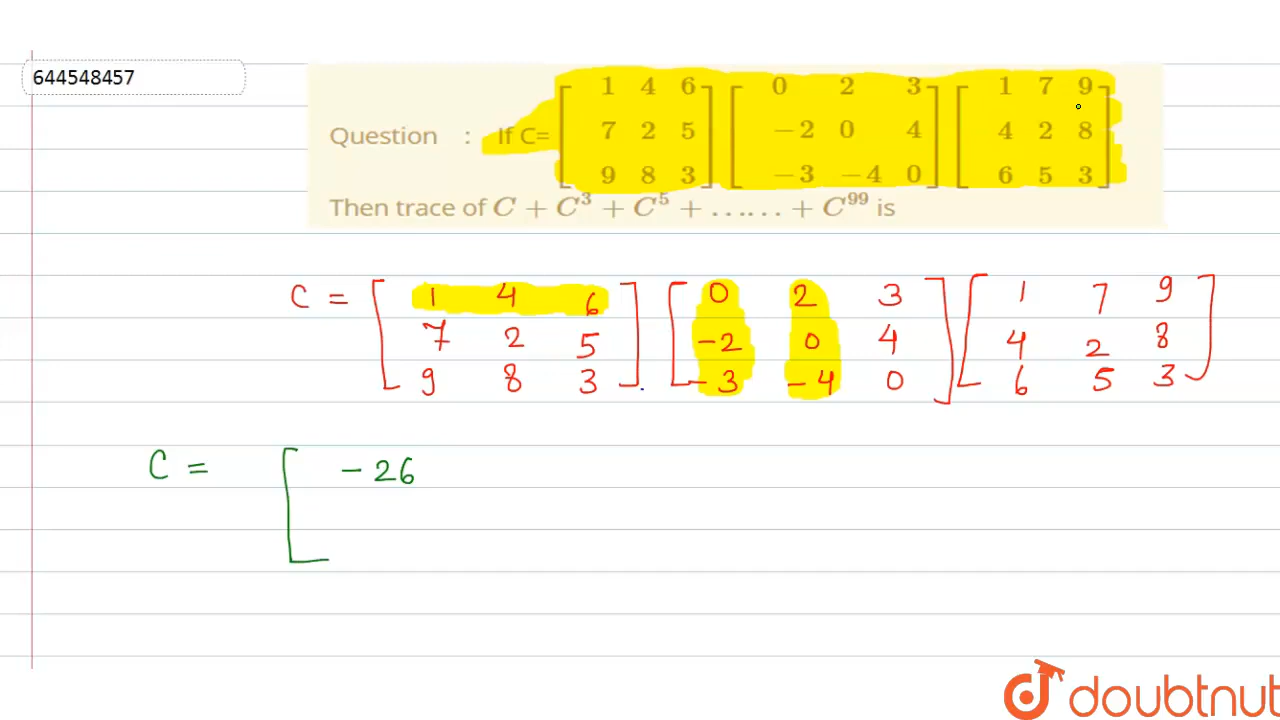 644548457
Question : If C= [ 1 4 6 ] [ 0 2 3 ] [ 1 7 9 ]
7 2 5 −2 0 4 4 2 8
9 8 3 −3 −4 0 6 5 3
Then trace of C + C³ + C⁵ + …… + C⁹⁹ is
C = [ 1 4 6 ] [ 0 2 3 ] [ 1 7 9 ]
7 2 5 -2 0 4 4 2 8
9 8 3 -3 -4 0 6 5 3
C = [ -26
doubtnut